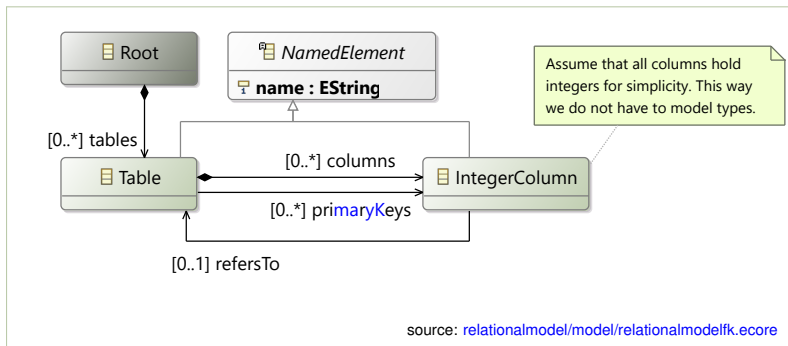 Root
NamedElement
name : EString
Assume that all columns hold
integers for simplicity. This way
we do not have to model types.
[0..*] tables
Table
[0..*] columns
IntegerColumn
[0..*] primaryKeys
[0..1] refersTo
source: relationalmodel/model/relationalmodelfk.ecore